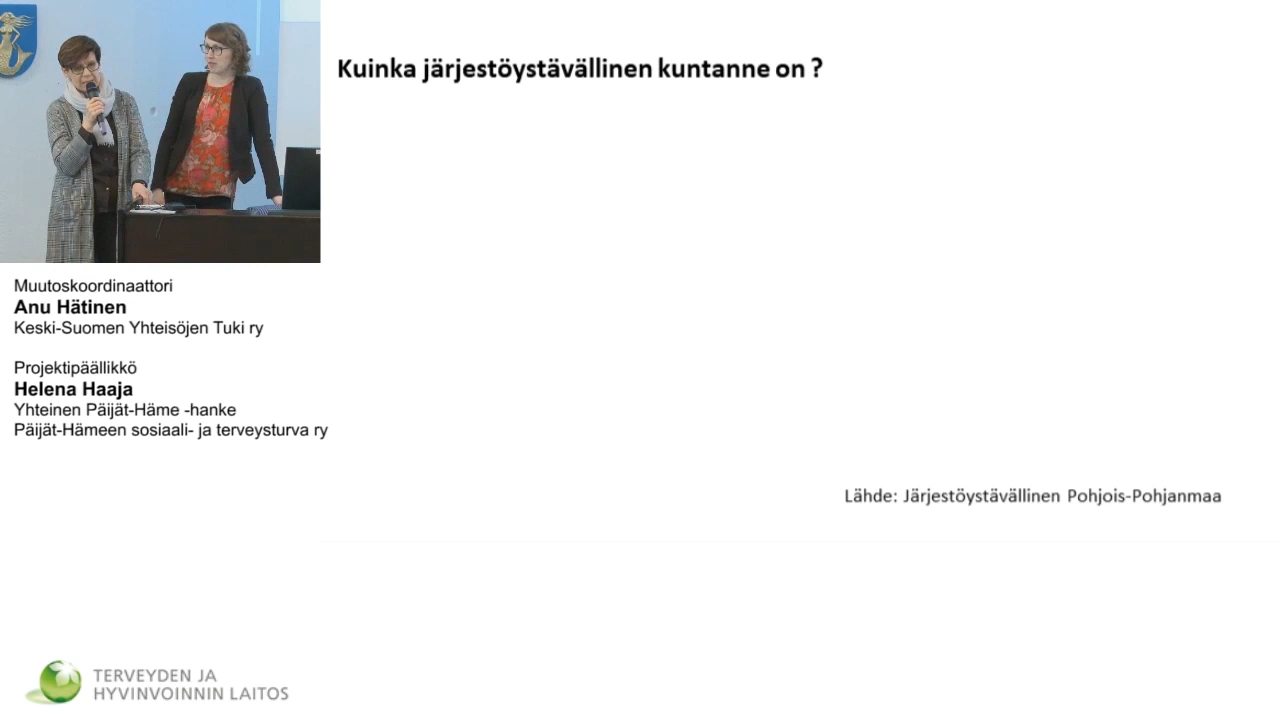 Kuinka järjestöystävällinen kuntanne on ?
Muutoskoordinaattori
Anu Hätinen
Keski-Suomen Yhteisöjen Tuki ry
Projektipäällikkö
Helena Haaja
Yhteinen Päijät-Häme -hanke
Päijät-Hämeen sosiaali- ja terveysturva ry
Lähde: Järjestöystävällinen Pohjois-Pohjanmaa
TERVEYDEN JA
HYVINVOINNIN LAITOS